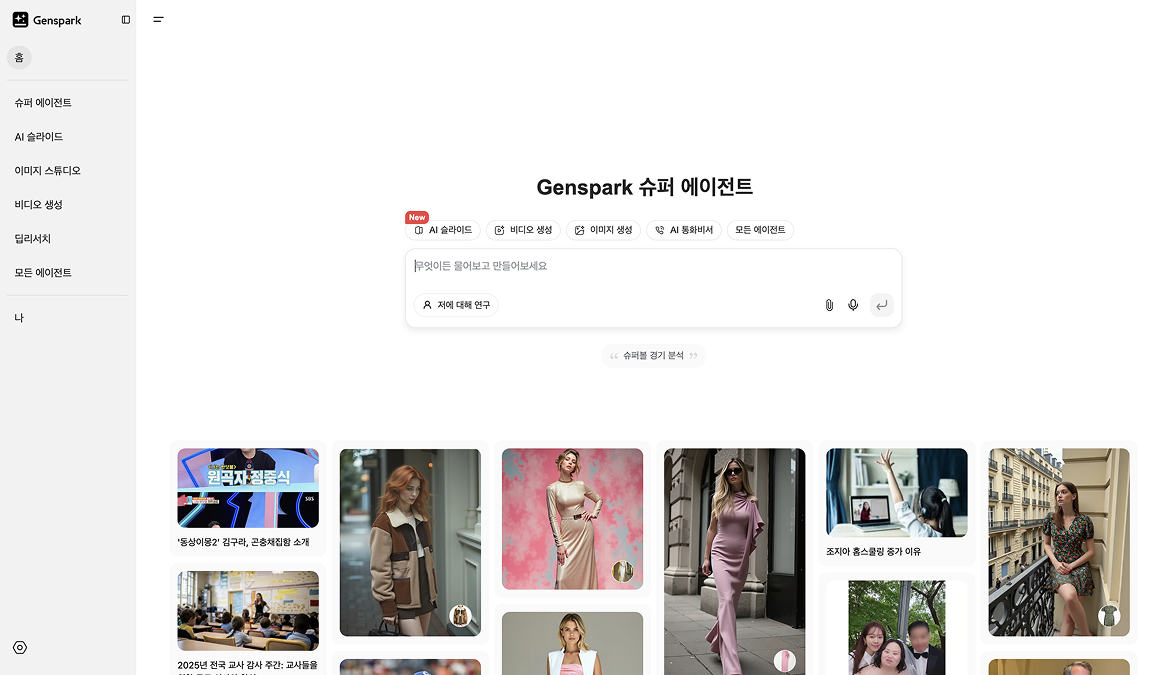 Genspark
홈
슈퍼 에이전트
AI 슬라이드
이미지 스튜디오
비디오 생성
딥리서치
모든 에이전트
나
Genspark 슈퍼 에이전트
New
AI 슬라이드
비디오 생성
이미지 생성
AI 통화비서
모든 에이전트
무엇이든 물어보고 만들어보세요
저에 대해 연구
“ 슈퍼볼 경기 분석 ”
원곡자 정중식
SBS
'동상이몽2' 김구라, 곤충채집함 소개
2025년 전국 교사 감사 주간: 교사들을
조지아 홈스쿨링 증가 이유